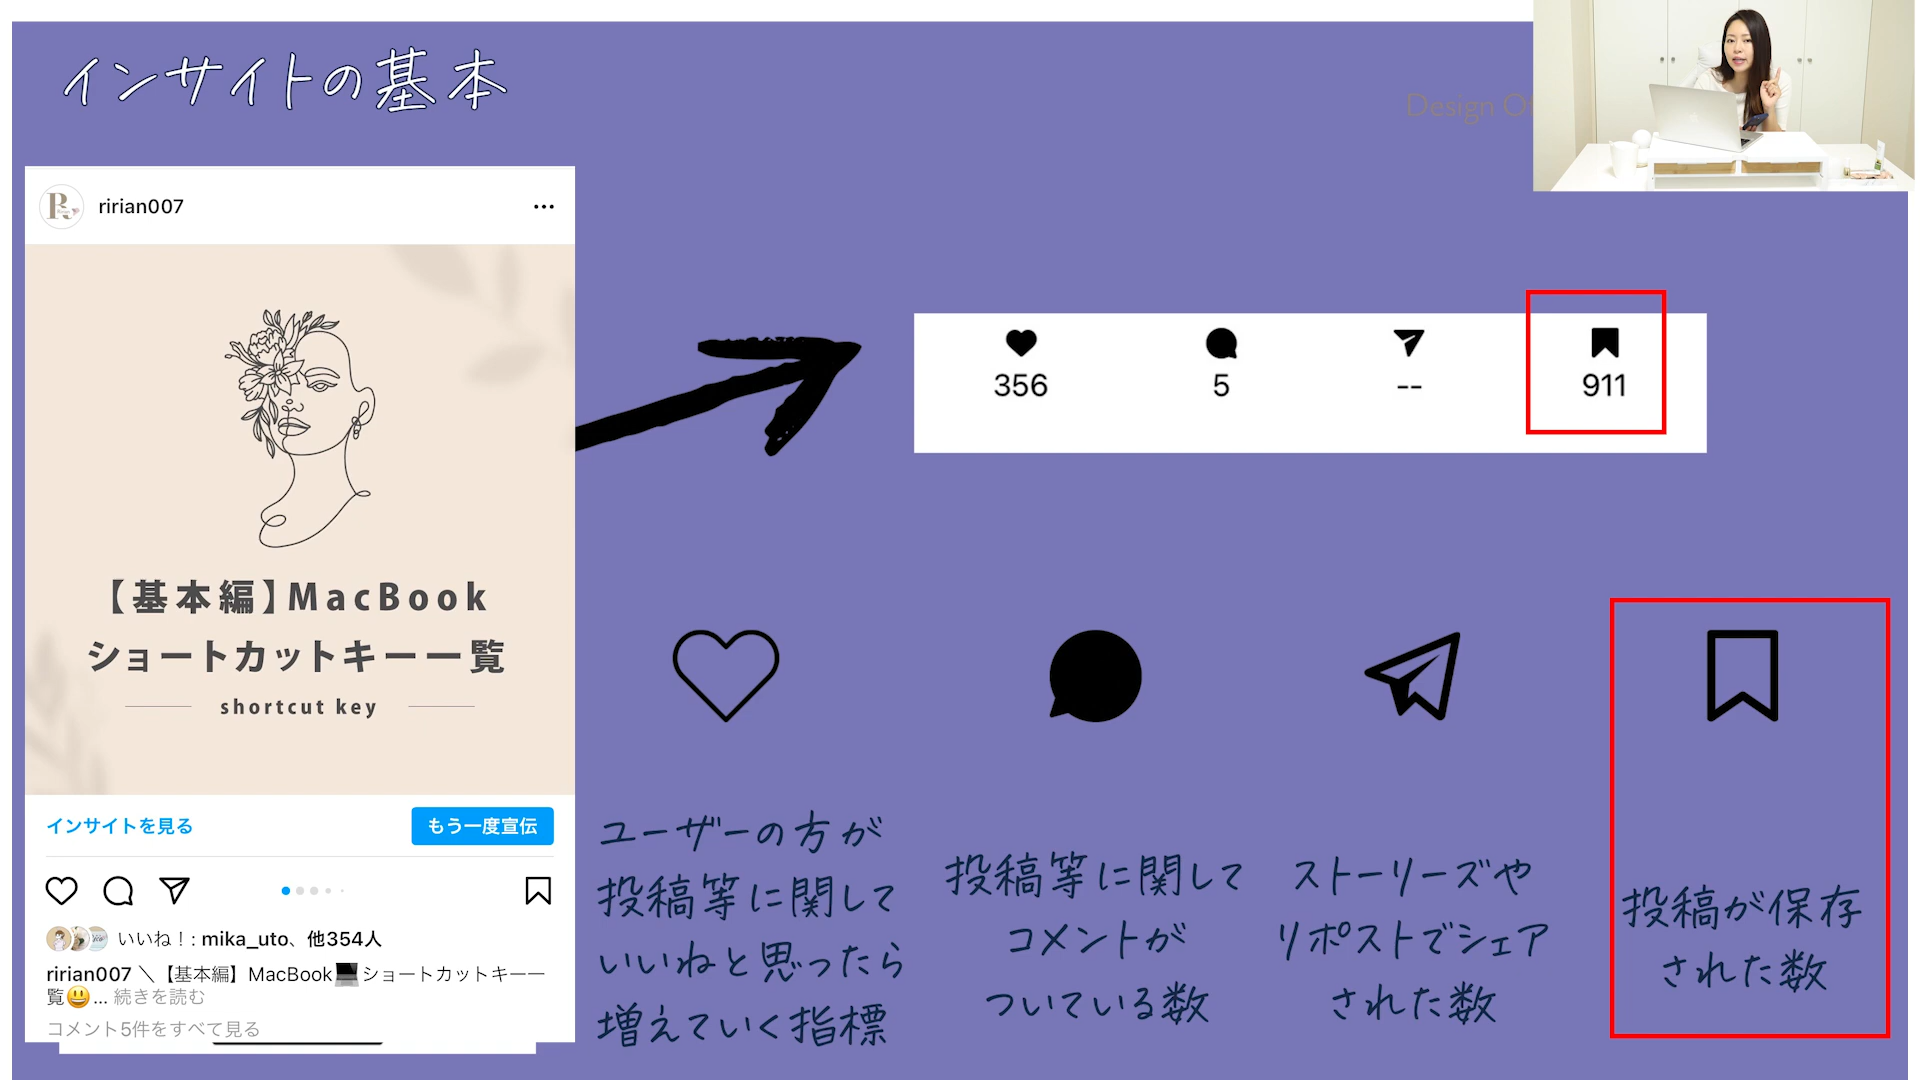 インサイトの基本
Design O
R
ririan007
【基本編】MacBook
ショートカットキー一覧
shortcut key
インサイトを見る
もう一度宣伝
いいね！: mika_uto、他354人
ririan007 ＼【基本編】MacBook💻ショートカットキー一
覧😃... 続きを読む
コメント5件をすべて見る
356
5
--
911
ユーザーの方が
投稿等に関して
いいねと思ったら
増えていく指標
投稿等に関して
コメントが
ついている数
ストーリーズや
リポストでシェア
された数
投稿が保存
された数